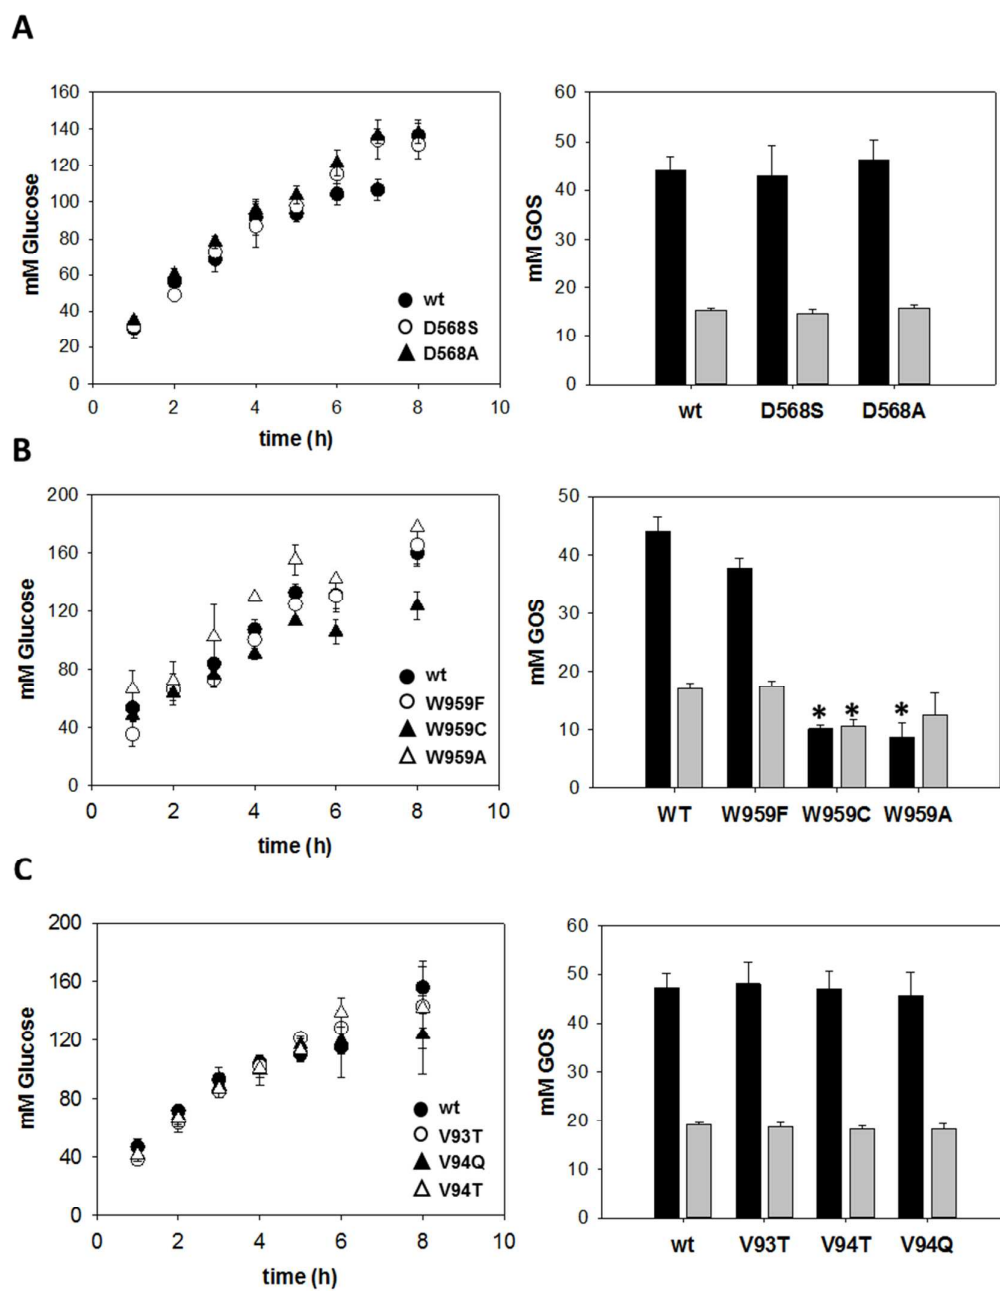 A
160
140
120
100
80
60
40
20
0
mM Glucose
wt
D568S
D568A
0 2 4 6 8 10
time (h)
60
50
40
30
20
10
0
mM GOS
wt D568S D568A
B
200
160
120
80
40
0
mM Glucose
wt
W959F
W959C
W959A
0 2 4 6 8 10
time (h)
50
40
30
20
10
0
mM GOS
* * *
WT W959F W959C W959A
C
200
160
120
80
40
0
mM Glucose
wt
V93T
V94Q
V94T
0 2 4 6 8 10
time (h)
60
50
40
30
20
10
0
mM GOS
wt V93T V94T V94Q